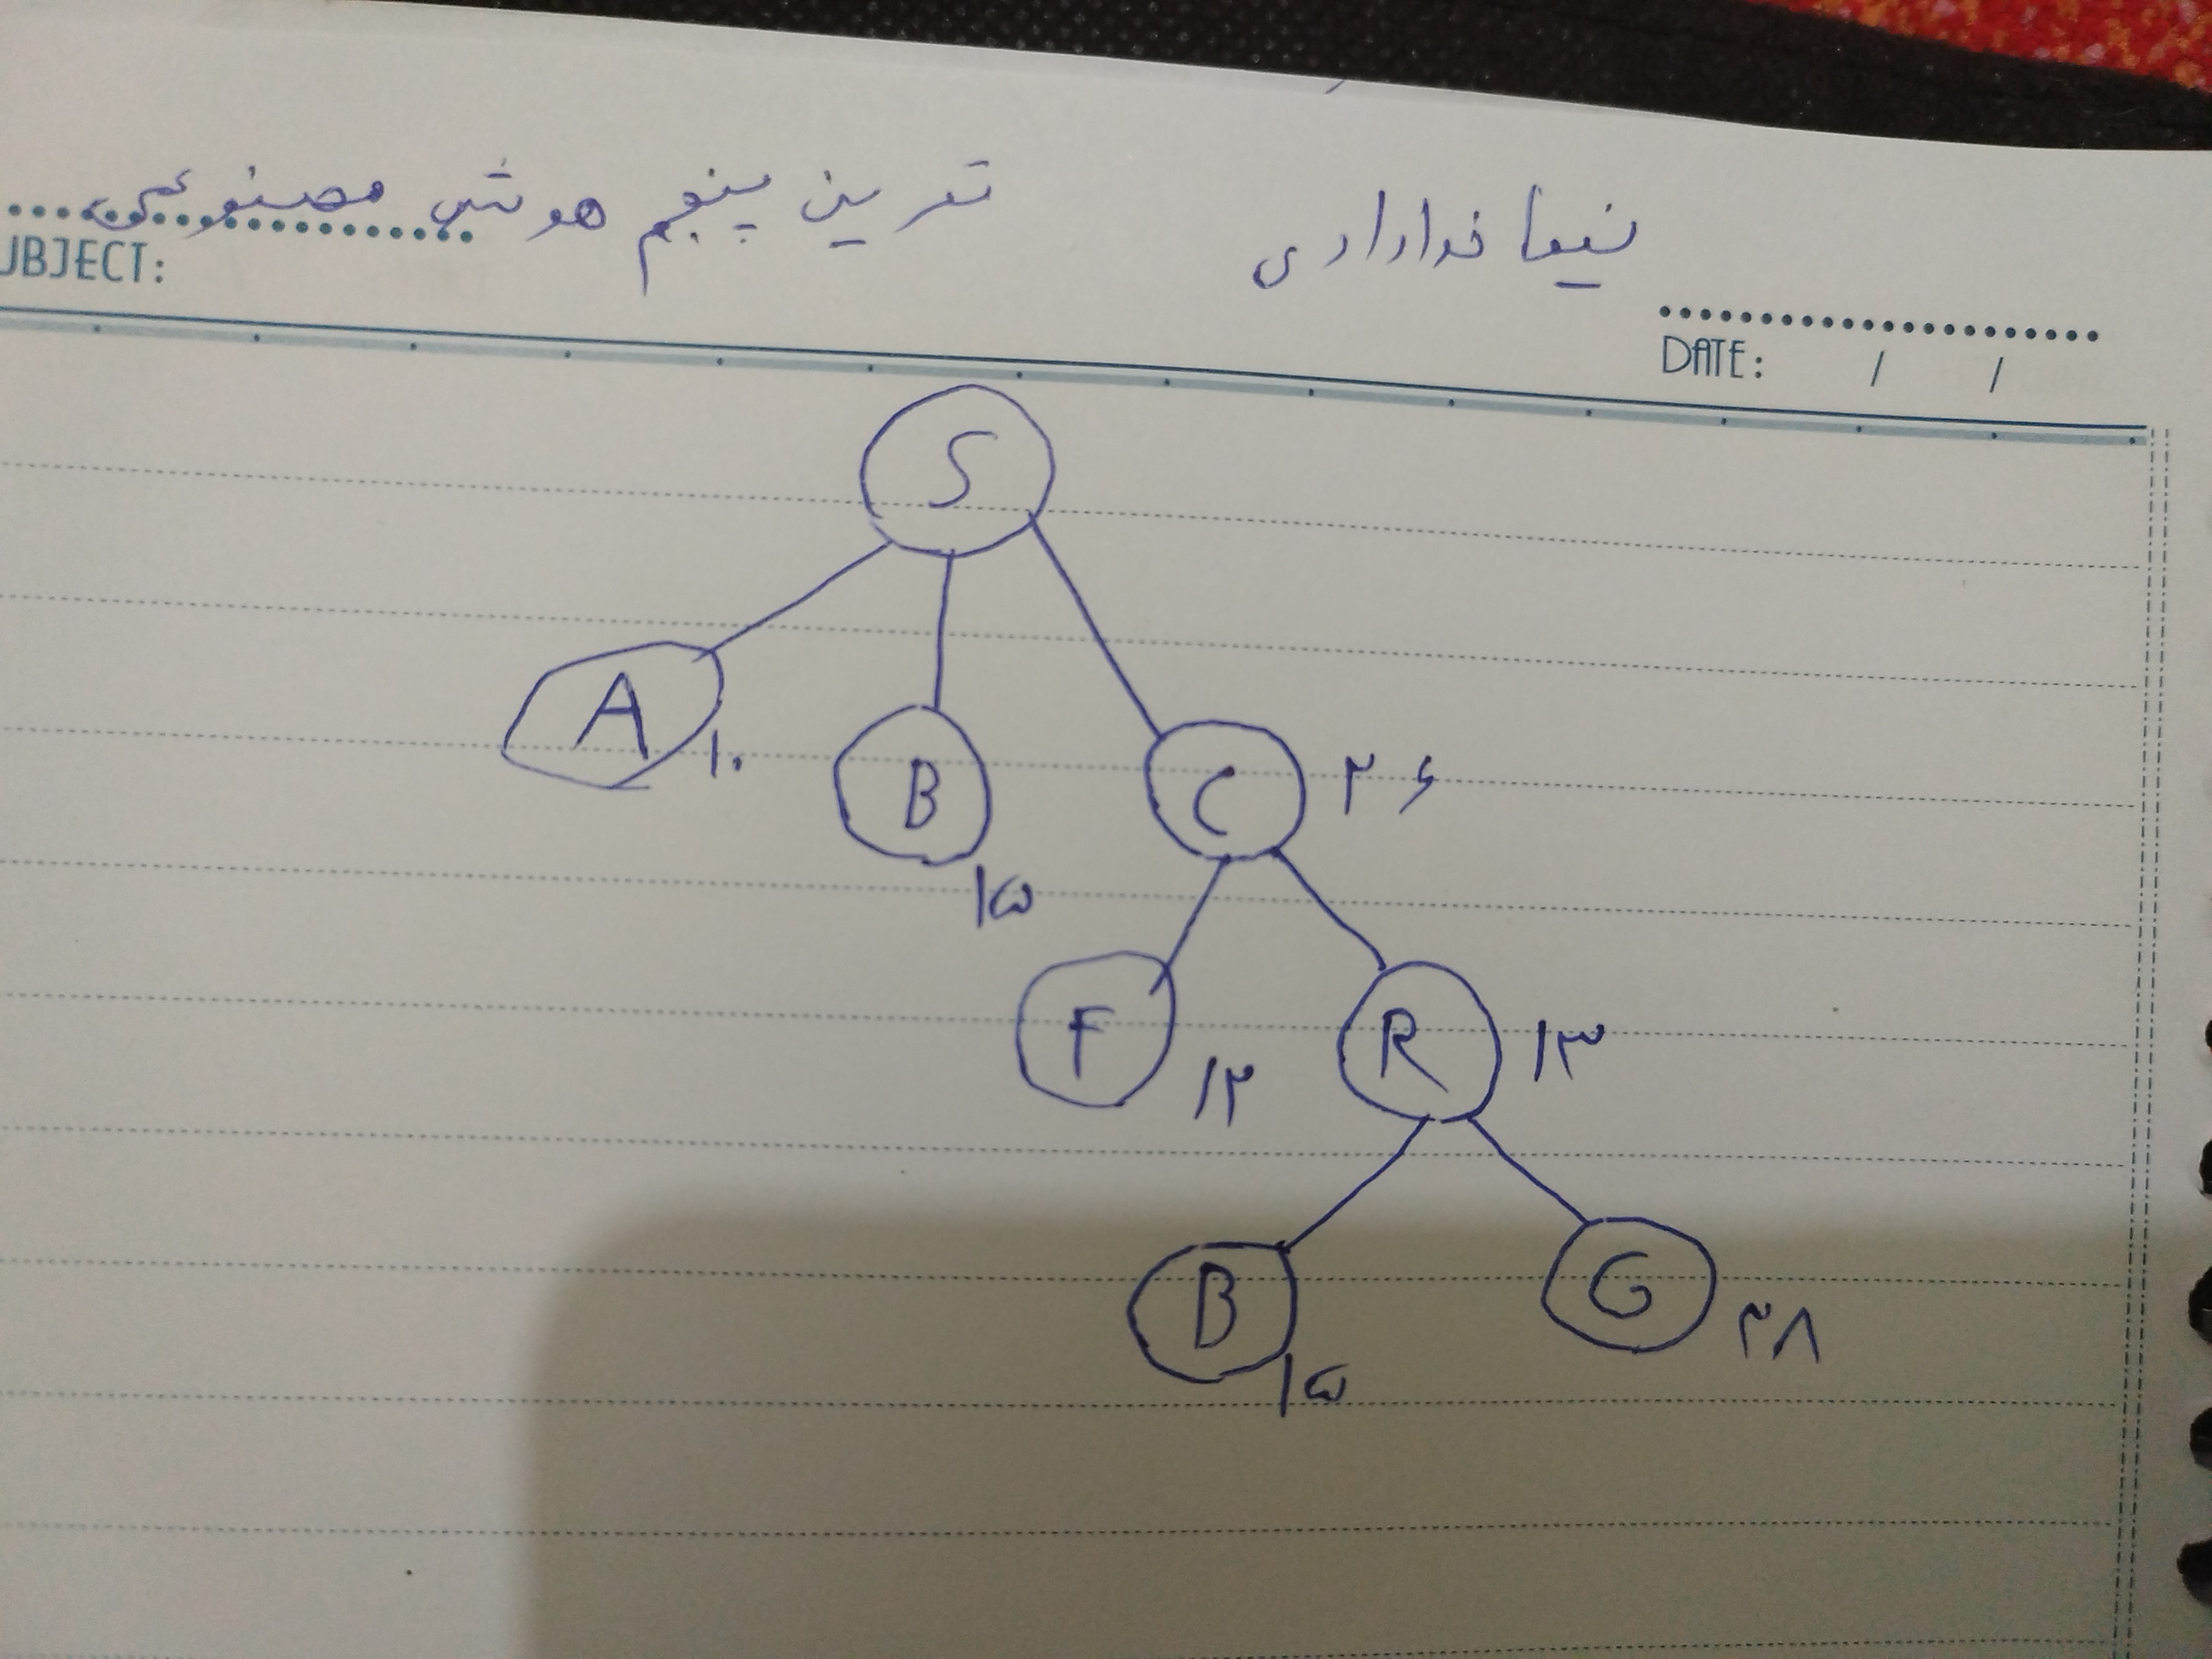 تمرین پنجم هوش مصنوعی
نیما خدادادی
UBJECT:
DATE: / /
S
A ۱۰
B ۱۵
C ۲۶
F ۱۲
R ۱۳
B ۱۵
G ۲۸